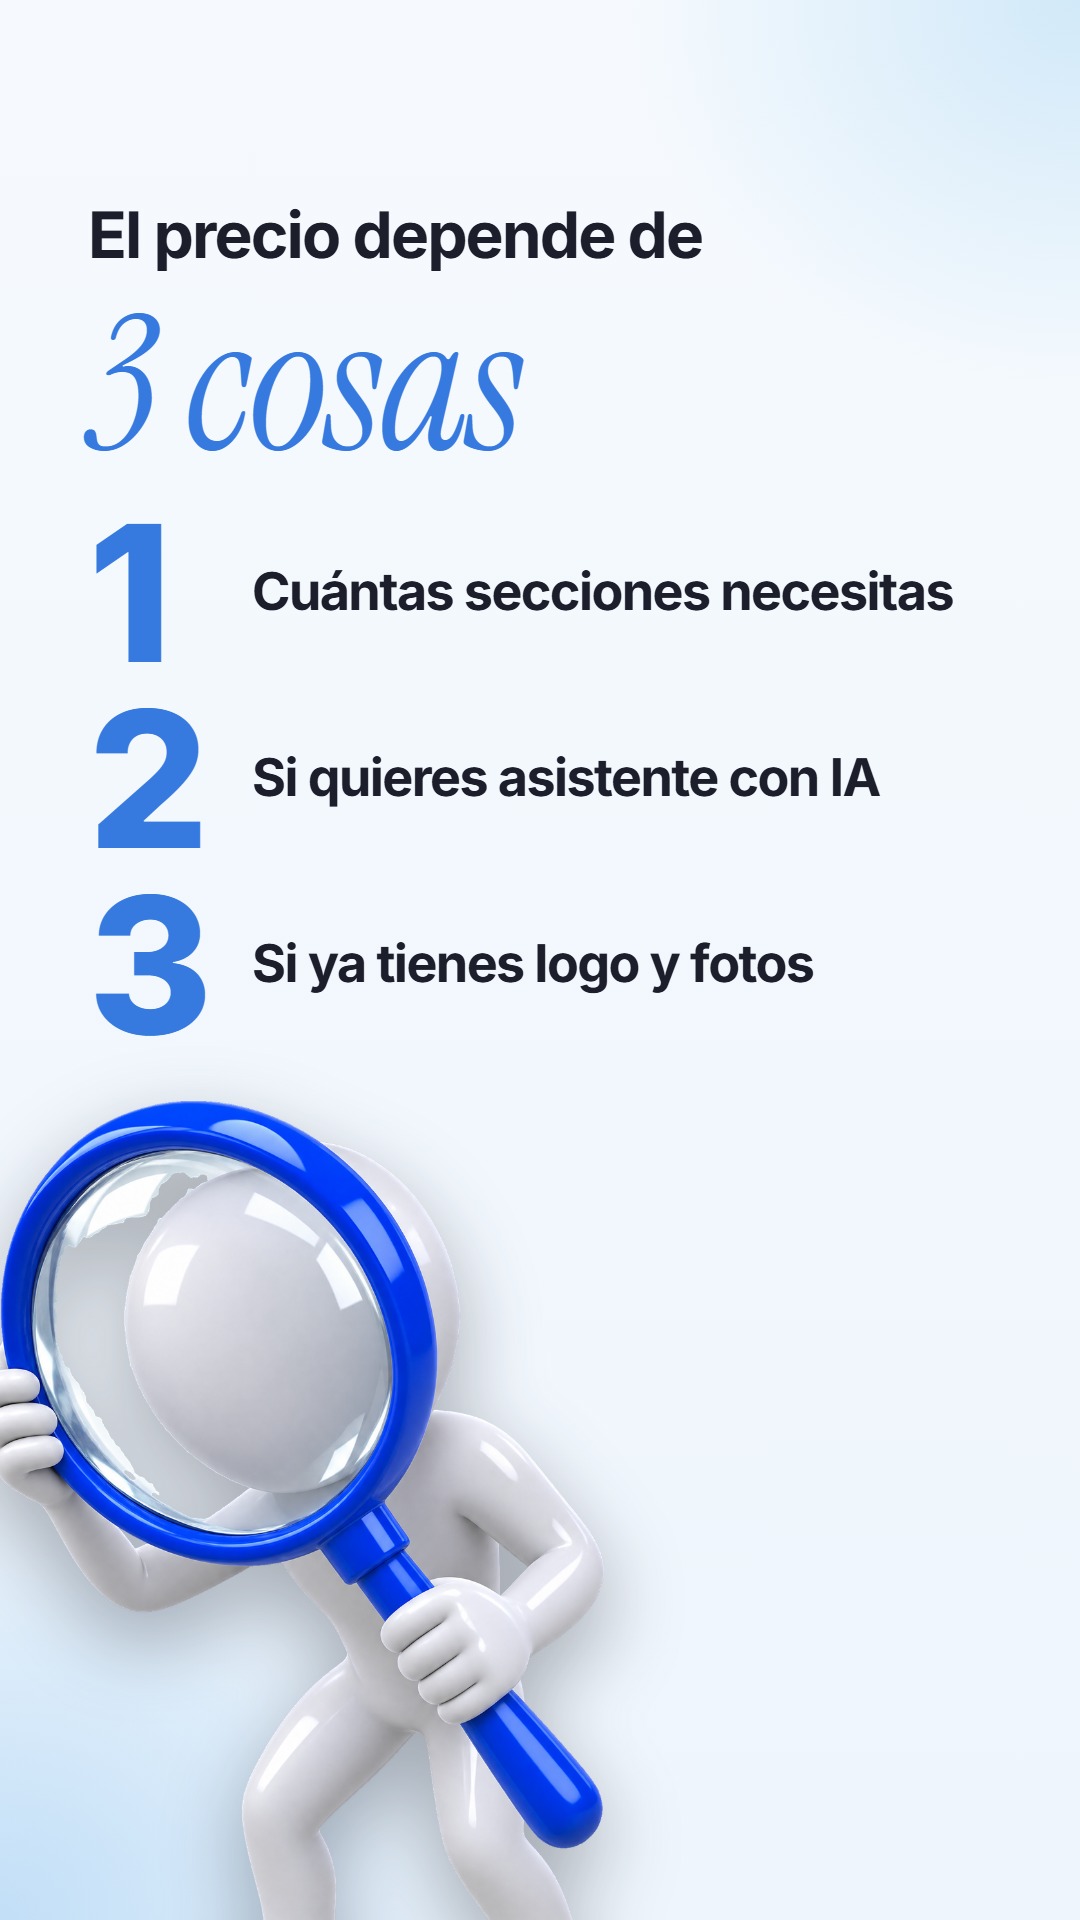 El precio depende de
3 cosas
1 Cuántas secciones necesitas
2 Si quieres asistente con IA
3 Si ya tienes logo y fotos